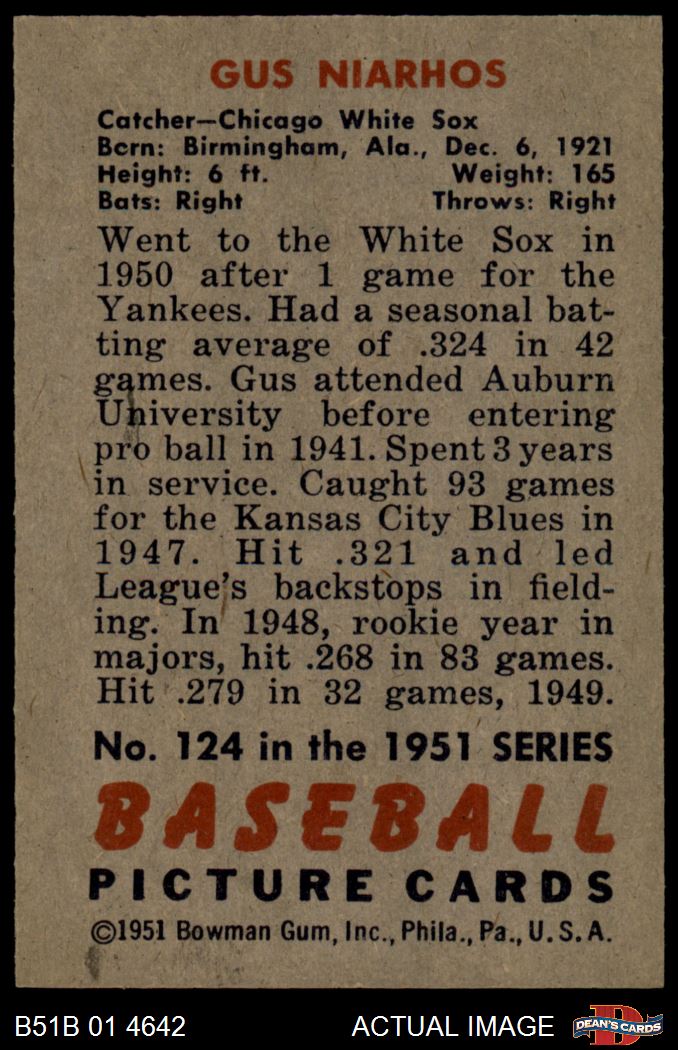 GUS NIARHOS
Catcher—Chicago White Sox
Born: Birmingham, Ala., Dec. 6, 1921
Height: 6 ft. Weight: 165
Bats: Right Throws: Right
Went to the White Sox in
1950 after 1 game for the
Yankees. Had a seasonal bat-
ting average of .324 in 42
games. Gus attended Auburn
University before entering
pro ball in 1941. Spent 3 years
in service. Caught 93 games
for the Kansas City Blues in
1947. Hit .321 and led
League's backstops in field-
ing. In 1948, rookie year in
majors, hit .268 in 83 games.
Hit .279 in 32 games, 1949.
No. 124 in the 1951 SERIES
BASEBALL
PICTURE CARDS
©1951 Bowman Gum, Inc., Phila., Pa., U.S.A.
B51B 01 4642 ACTUAL IMAGE D DEAN'S CARDS